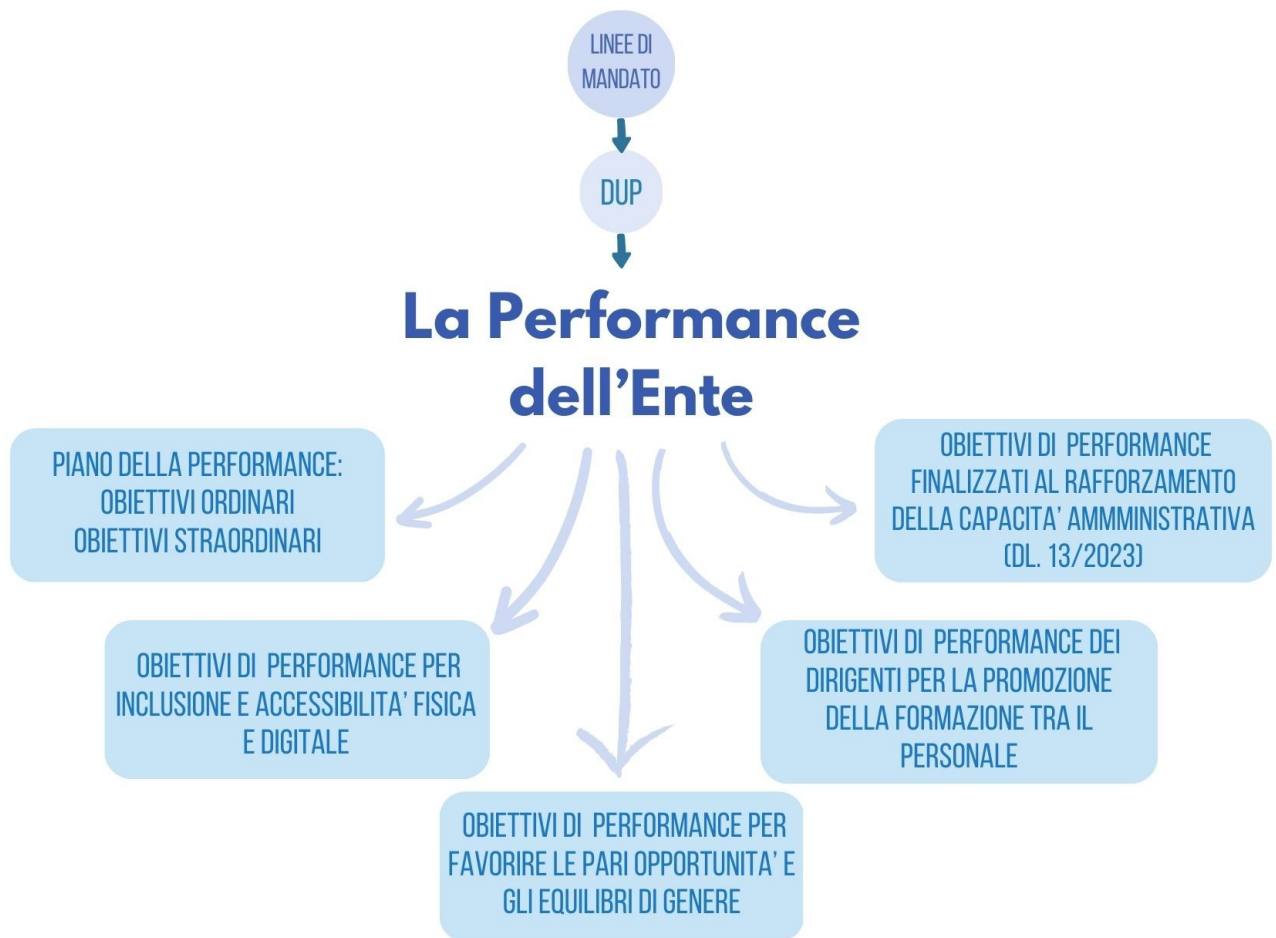 LINEE DI
MANDATO
DUP
La Performance
dell’Ente
PIANO DELLA PERFORMANCE:
OBIETTIVI ORDINARI
OBIETTIVI STRAORDINARI
OBIETTIVI DI PERFORMANCE
FINALIZZATI AL RAFFORZAMENTO
DELLA CAPACITA’ AMMMINISTRATIVA
(DL. 13/2023)
OBIETTIVI DI PERFORMANCE PER
INCLUSIONE E ACCESSIBILITA’ FISICA
E DIGITALE
OBIETTIVI DI PERFORMANCE DEI
DIRIGENTI PER LA PROMOZIONE
DELLA FORMAZIONE TRA IL
PERSONALE
OBIETTIVI DI PERFORMANCE PER
FAVORIRE LE PARI OPPORTUNITA’ E
GLI EQUILIBRI DI GENERE